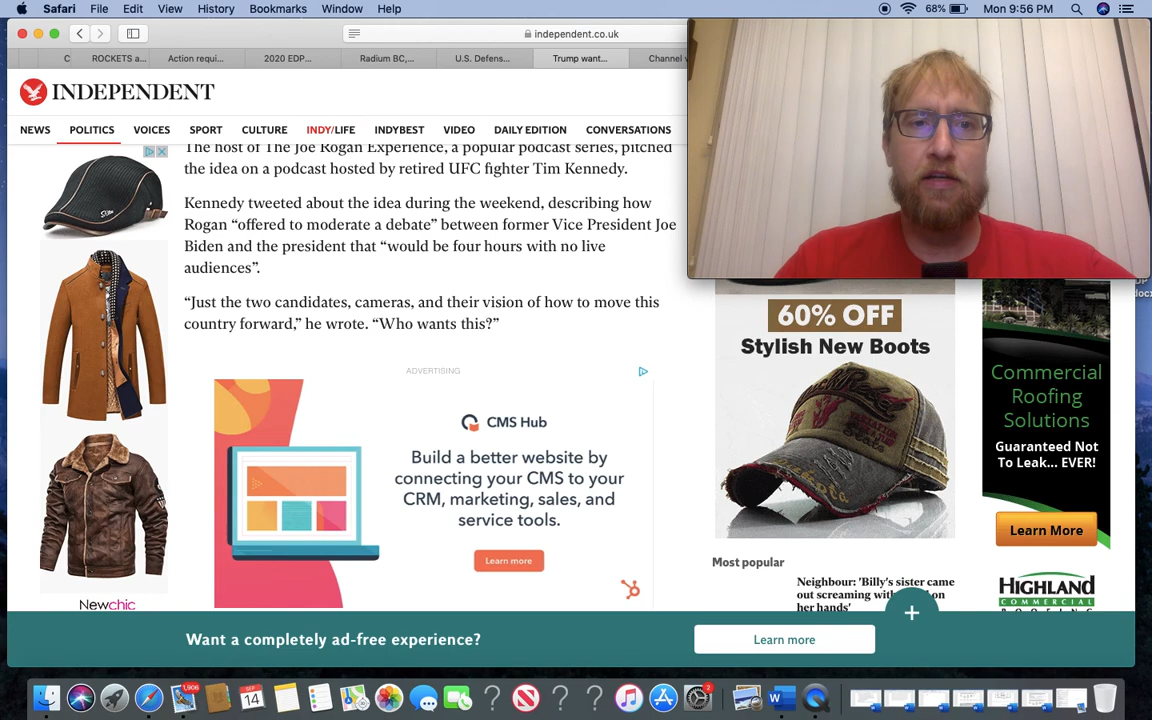 Safari File Edit View History Bookmarks Window Help
68% Mon 9:56 PM
independent.co.uk
C ROCKETS a... Action requi... 2020 EDP... Radium BC,... U.S. Defens... Trump want... Channel
INDEPENDENT
NEWS POLITICS VOICES SPORT CULTURE INDY/LIFE INDYBEST VIDEO DAILY EDITION CONVERSATIONS
The host of The Joe Rogan Experience, a popular podcast series, pitched
the idea on a podcast hosted by retired UFC fighter Tim Kennedy.
Kennedy tweeted about the idea during the weekend, describing how
Rogan “offered to moderate a debate” between former Vice President Joe
Biden and the president that “would be four hours with no live
audiences”.
“Just the two candidates, cameras, and their vision of how to move this
country forward,” he wrote. “Who wants this?”
ADVERTISING
CMS Hub
Build a better website by
connecting your CMS to your
CRM, marketing, sales, and
service tools.
Learn more
Newchic
60% OFF
Stylish New Boots
Most popular
Neighbour: 'Billy's sister came
out screaming with on
her hands'
Commercial
Roofing
Solutions
Guaranteed Not
To Leak... EVER!
Learn More
HIGHLAND
COMMERCIAL
Want a completely ad-free experience?
Learn more
+
docx
1,906
SEP
14
2
W